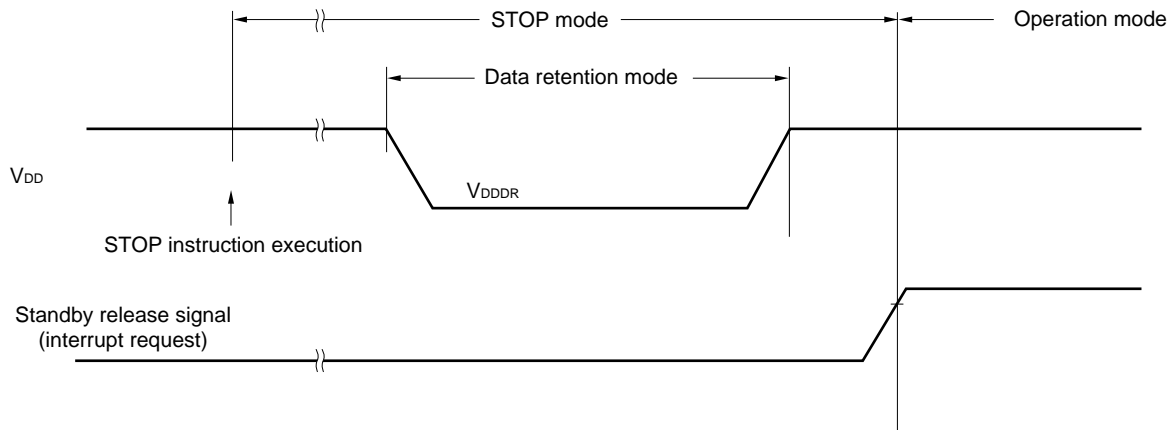 STOP mode
Operation mode
Data retention mode
VDD
VDDDR
STOP instruction execution
Standby release signal
(interrupt request)